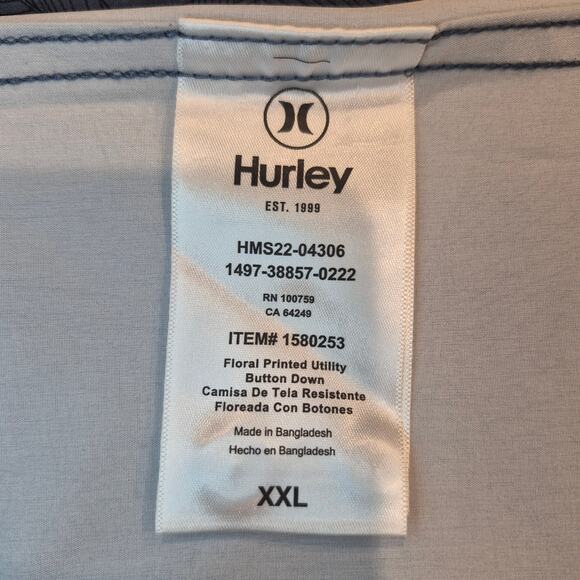 Hurley
EST. 1999
HMS22-04306
1497-38857-0222
RN 100759
CA 64249
ITEM# 1580253
Floral Printed Utility
Button Down
Camisa De Tela Resistente
Floreada Con Botones
Made in Bangladesh
Hecho en Bangladesh
XXL